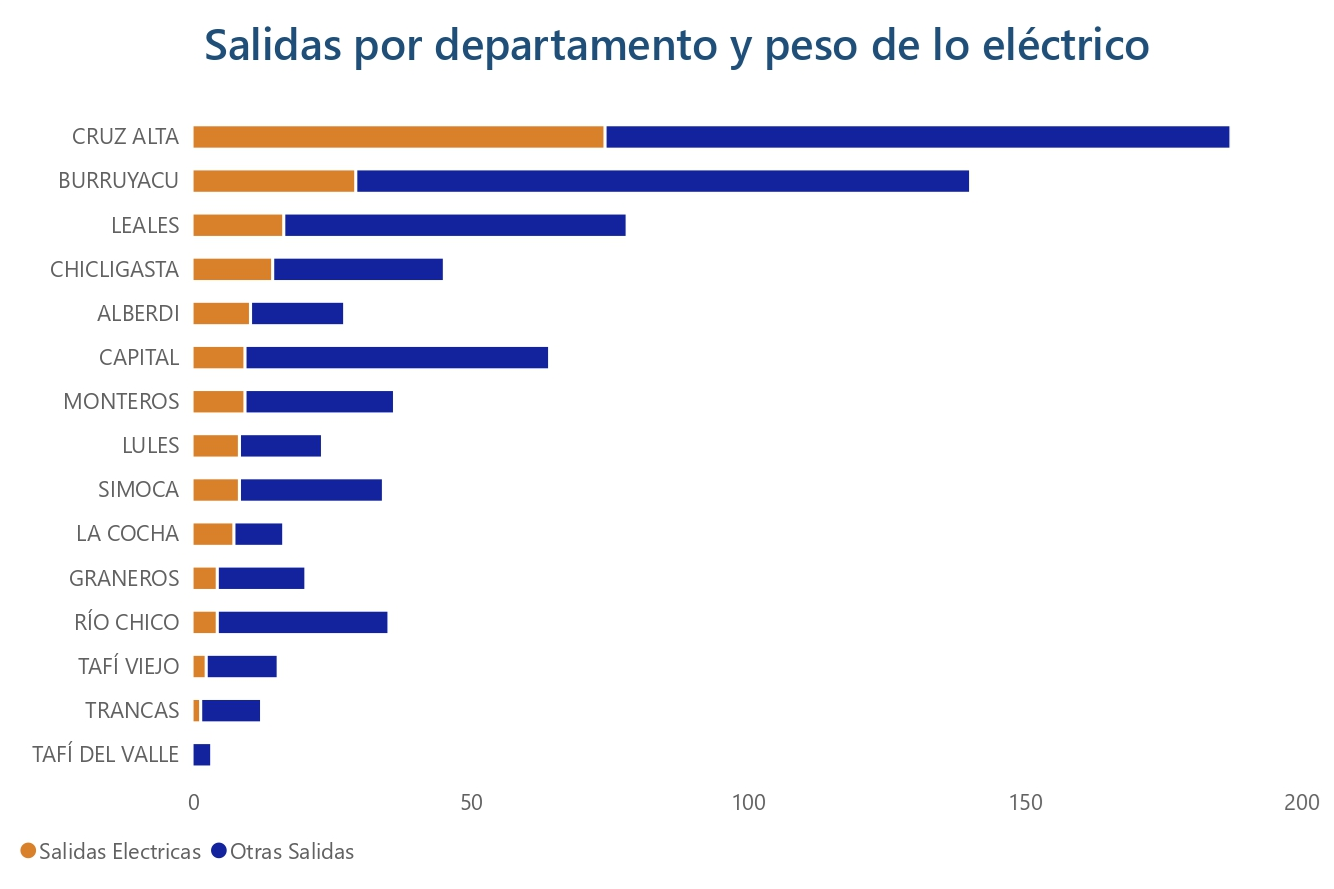 Salidas por departamento y peso de lo eléctrico
CRUZ ALTA
BURRUYACU
LEALES
CHICLIGASTA
ALBERDI
CAPITAL
MONTEROS
LULES
SIMOCA
LA COCHA
GRANEROS
RÍO CHICO
TAFÍ VIEJO
TRANCAS
TAFÍ DEL VALLE
0 50 100 150 200
Salidas Electricas Otras Salidas